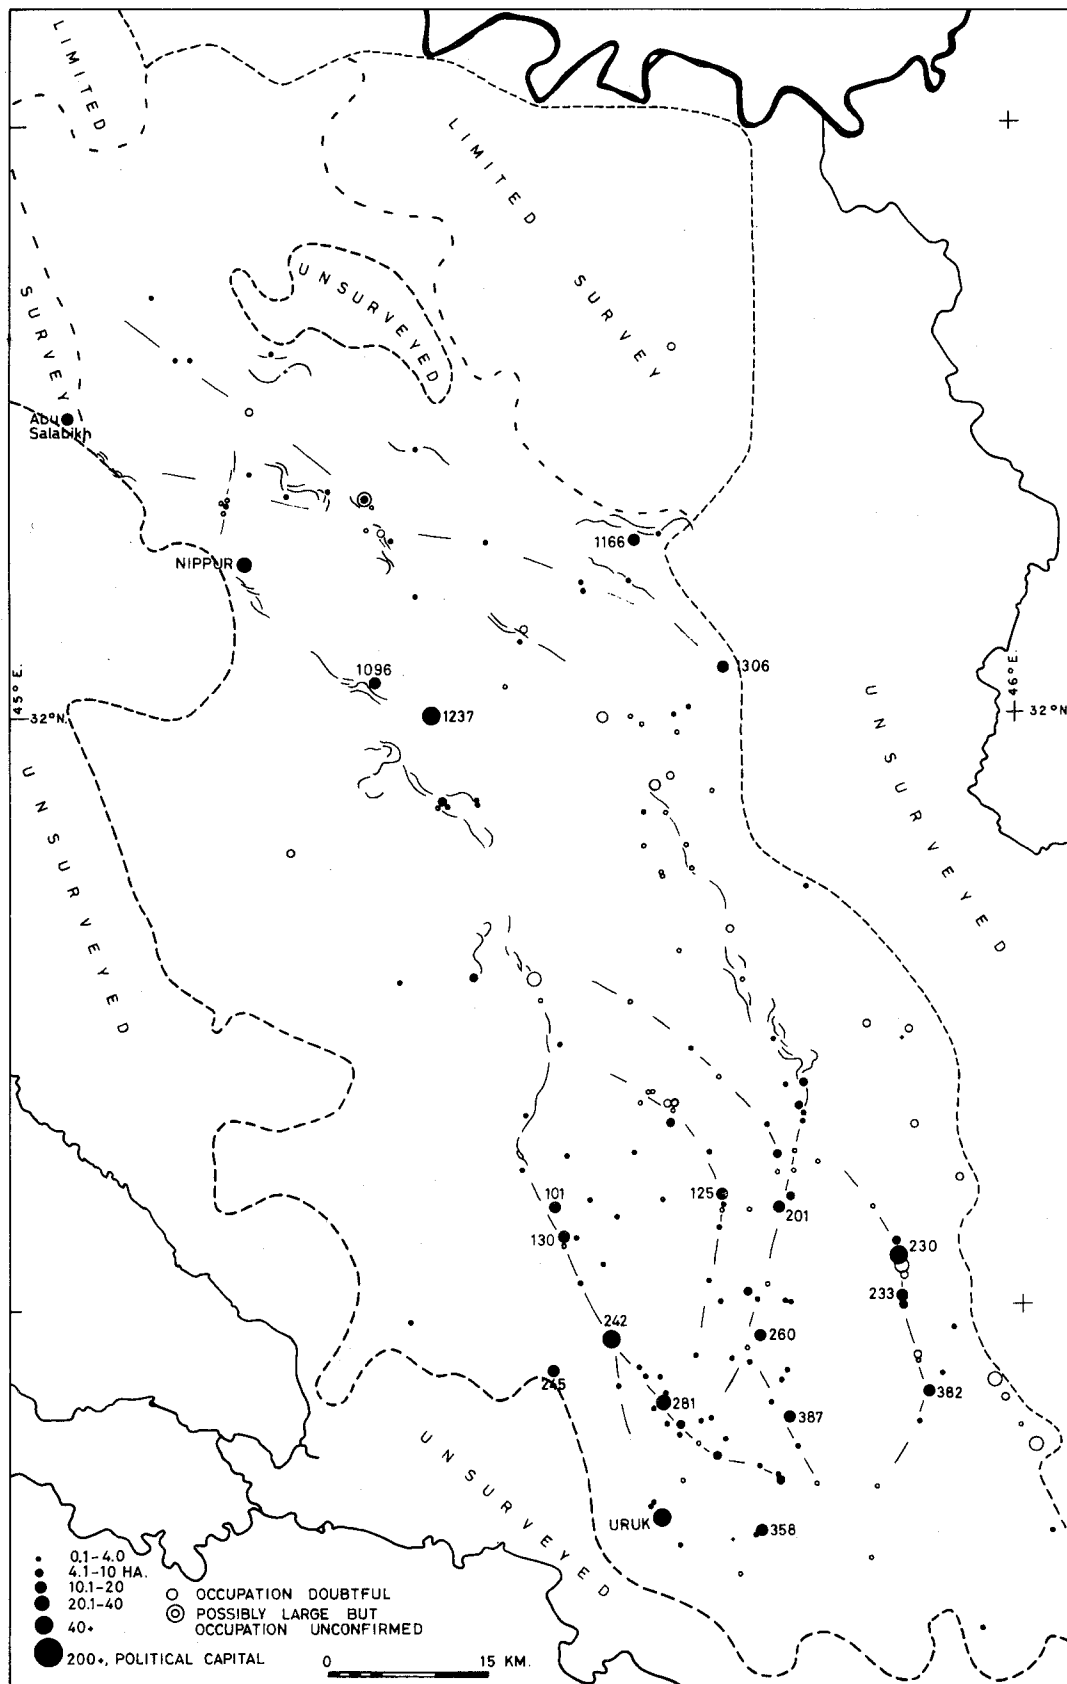 LIMITED
LIMITED
SURVEY
UNSURVEYED
SURVEY
Abu
Salabikh
1166
NIPPUR
1306
1096
1237
45° E.
32° N.
46° E.
32° N.
UNSURVEYED
UNSURVEYED
101
125
201
130
230
233
242
260
245
382
281
387
UNSURVEYED
URUK
358
0.1-4.0
4.1-10 HA.
10.1-20
20.1-40
40+
200+, POLITICAL CAPITAL
OCCUPATION DOUBTFUL
POSSIBLY LARGE BUT
OCCUPATION UNCONFIRMED
0 15 KM.